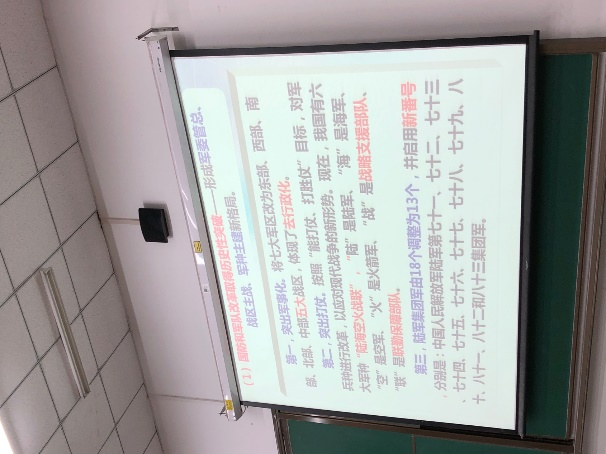 （1）国防和军队改革取得历史性突破——形成军委管总、
战区主战、军种主建新格局。
第一，突出军事化。将七大军区改为东部、西部、南
部、北部、中部五大战区，体现了去行政化。
第二，突出打仗。按照“能打仗、打胜仗”目标，对军
兵种进行改革，以应对现代战争的新形势。现在，我国有六
大军种“陆海空火战联”，“陆”是陆军、“海”是海军、
“空”是空军、“火”是火箭军、“战”是战略支援部队、
“联”是联勤保障部队。
第三，陆军集团军由18个调整为13个，并启用新番号
，分别是：中国人民解放军陆军第七十一、七十二、七十三
、七十四、七十五、七十六、七十七、七十八、七十九、八
十、八十一、八十二和八十三集团军。